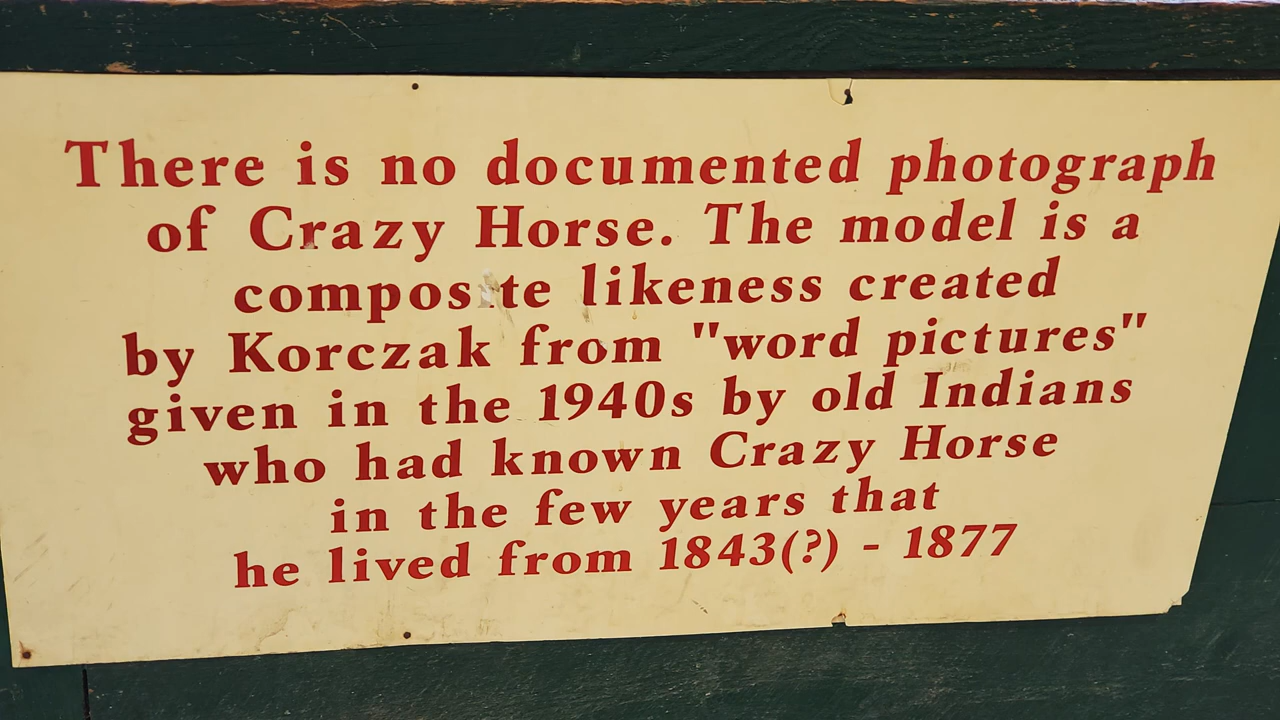 There is no documented photograph
of Crazy Horse. The model is a
composite likeness created
by Korczak from "word pictures"
given in the 1940s by old Indians
who had known Crazy Horse
in the few years that
he lived from 1843(?) - 1877